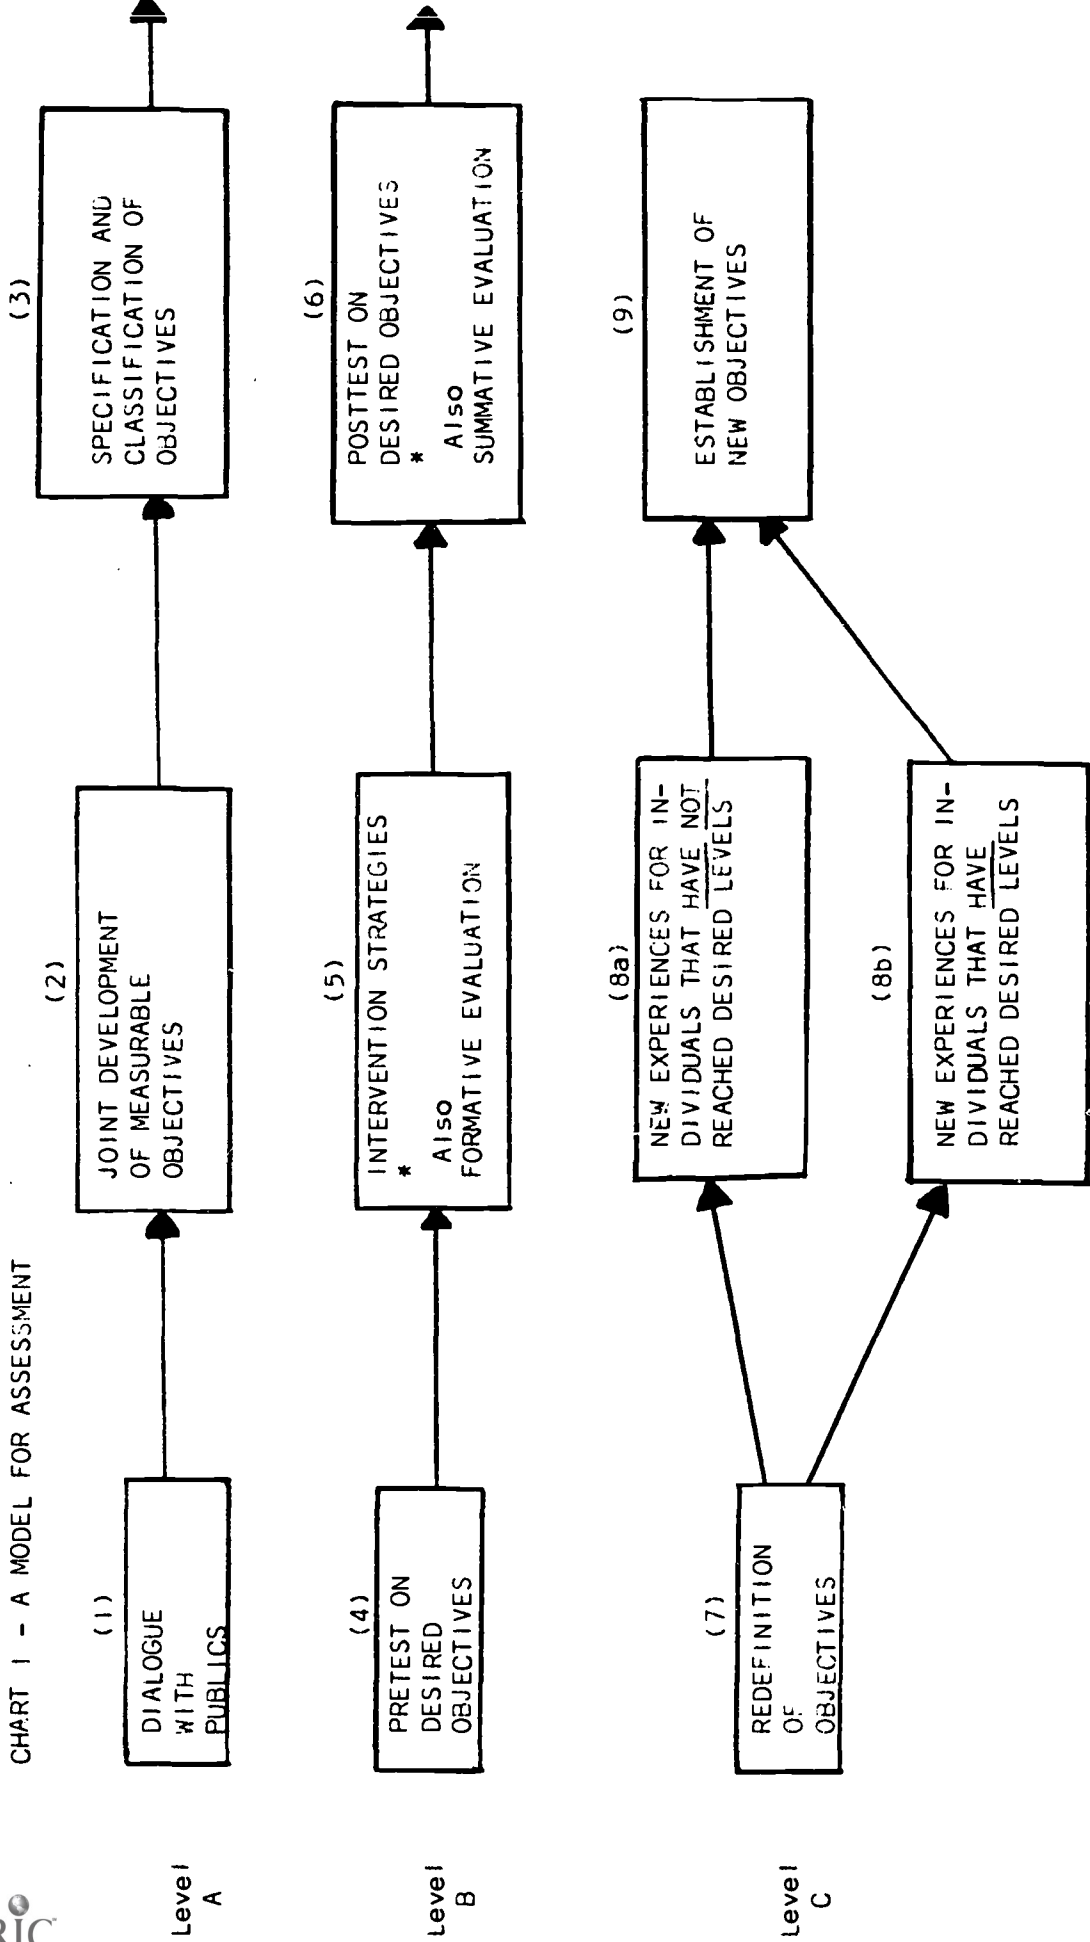 CHART I - A MODEL FOR ASSESSMENT
Level
A
(1)
DIALOGUE
WITH
PUBLICS
(2)
JOINT DEVELOPMENT
OF MEASURABLE
OBJECTIVES
(3)
SPECIFICATION AND
CLASSIFICATION OF
OBJECTIVES
Level
B
(4)
PRETEST ON
DESIRED
OBJECTIVES
(5)
INTERVENTION STRATEGIES
*
Also
FORMATIVE EVALUATION
(6)
POSTTEST ON
DESIRED OBJECTIVES
*
Also
SUMMATIVE EVALUATION
Level
C
(7)
REDEFINITION
OF
OBJECTIVES
(8a)
NEW EXPERIENCES FOR IN-
DIVIDUALS THAT HAVE NOT
REACHED DESIRED LEVELS
(8b)
NEW EXPERIENCES FOR IN-
DIVIDUALS THAT HAVE
REACHED DESIRED LEVELS
(9)
ESTABLISHMENT OF
NEW OBJECTIVES